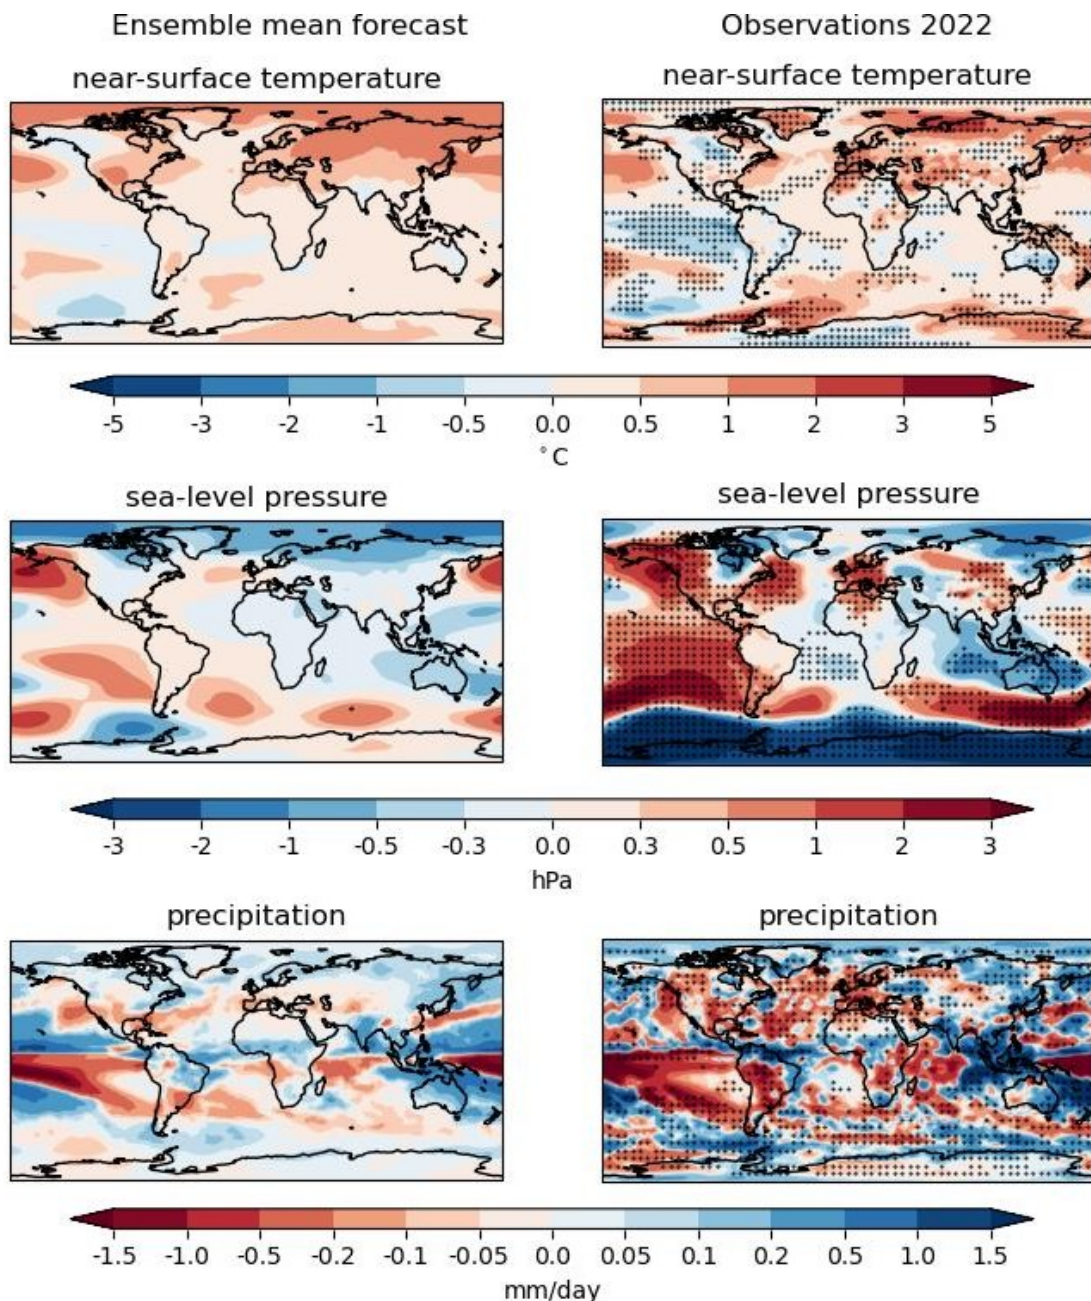 Ensemble mean forecast
Observations 2022
near-surface temperature
near-surface temperature
-5 -3 -2 -1 -0.5 0.0 0.5 1 2 3 5
°C
sea-level pressure
sea-level pressure
-3 -2 -1 -0.5 -0.3 0.0 0.3 0.5 1 2 3
hPa
precipitation
precipitation
-1.5 -1.0 -0.5 -0.2 -0.1 -0.05 0.0 0.05 0.1 0.2 0.5 1.0 1.5
mm/day